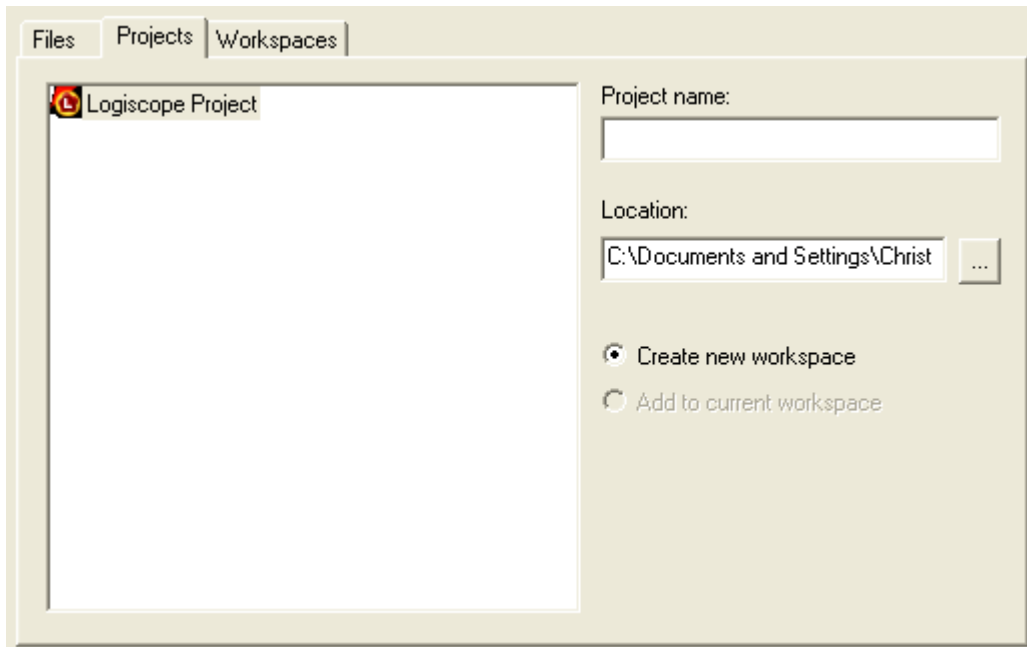 Files Projects Workspaces
Logiscope Project
Project name:
Location:
C:\Documents and Settings\Christ
...
Create new workspace
Add to current workspace